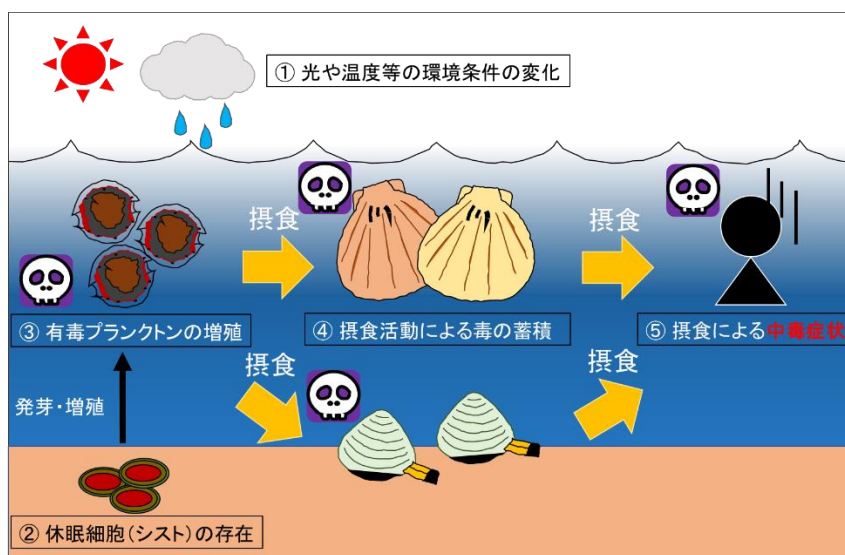 ① 光や温度等の環境条件の変化
摂食
摂食
③ 有毒プランクトンの増殖
④ 摂食活動による毒の蓄積
⑤ 摂食による中毒症状
発芽・増殖
摂食
摂食
② 休眠細胞(シスト)の存在